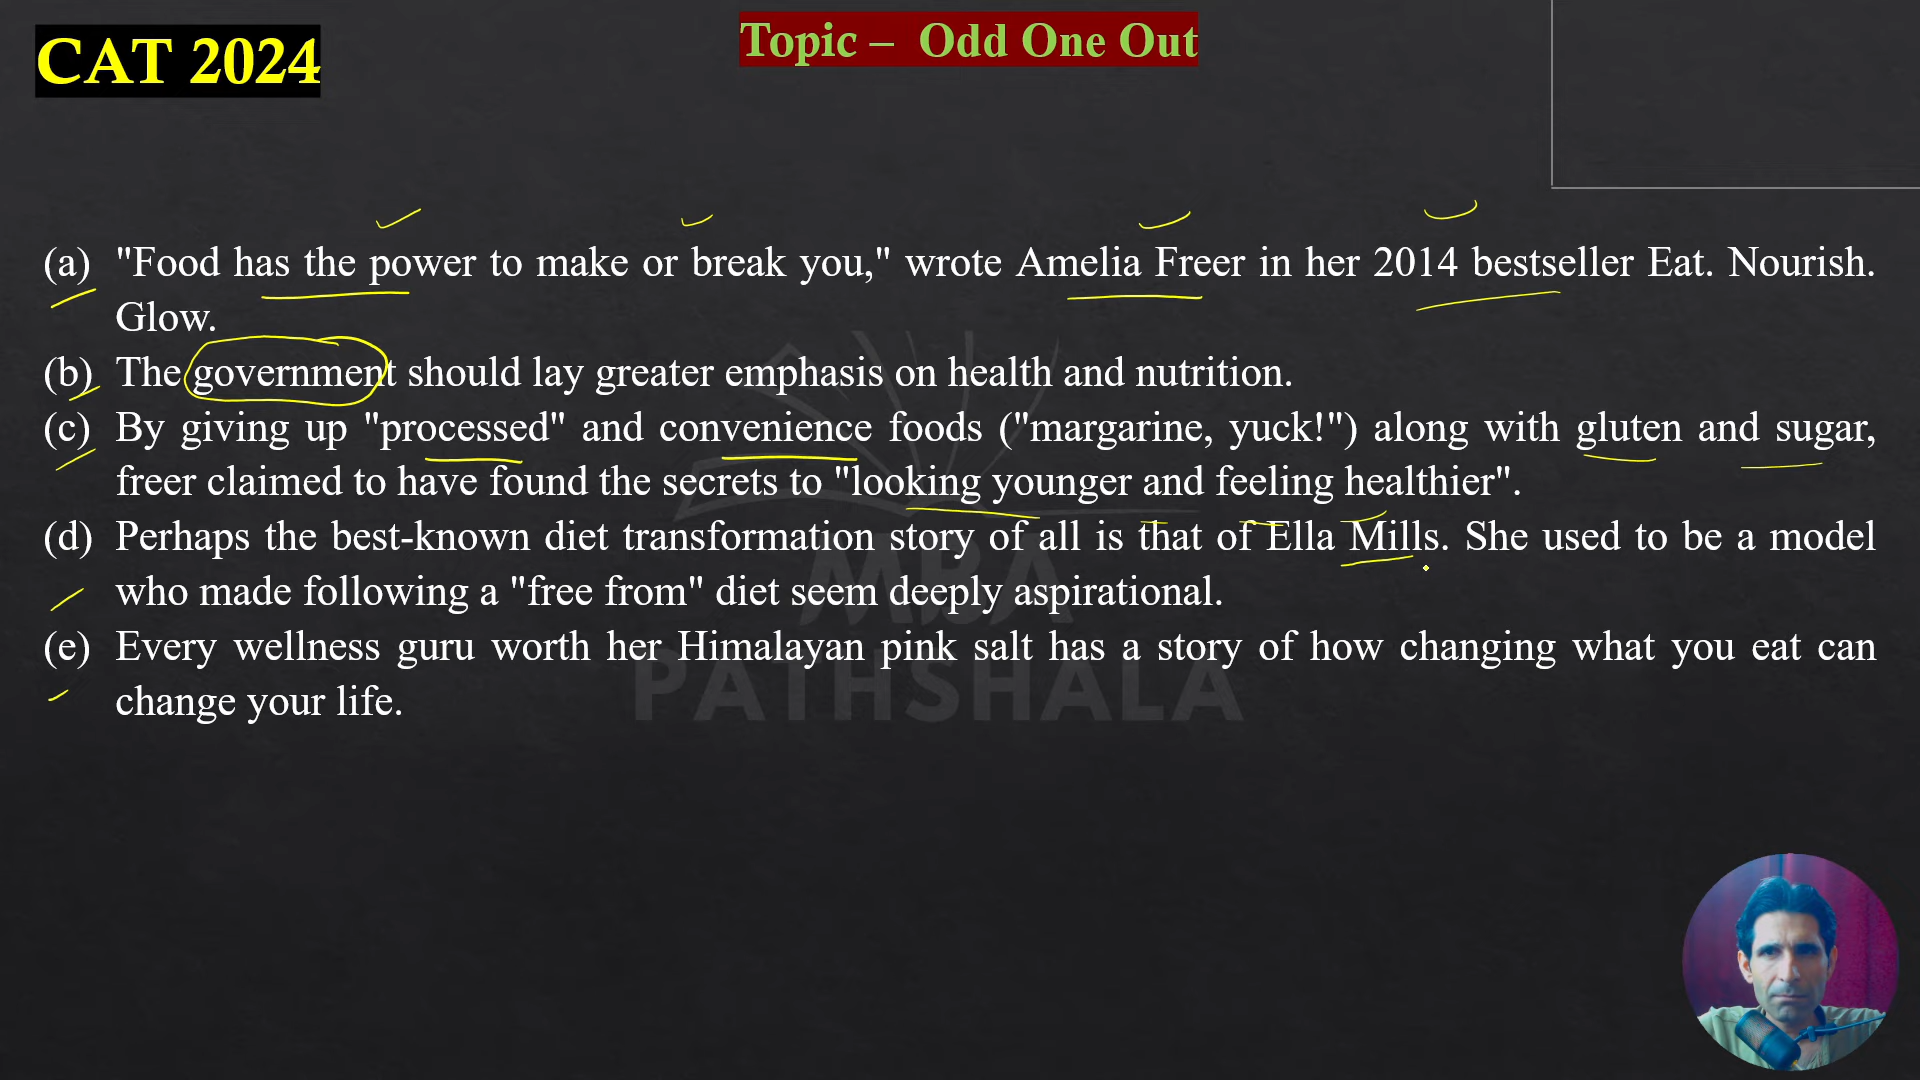 CAT 2024
Topic – Odd One Out
(a) "Food has the power to make or break you," wrote Amelia Freer in her 2014 bestseller Eat. Nourish.
Glow.
(b) The government should lay greater emphasis on health and nutrition.
(c) By giving up "processed" and convenience foods ("margarine, yuck!") along with gluten and sugar,
freer claimed to have found the secrets to "looking younger and feeling healthier".
(d) Perhaps the best-known diet transformation story of all is that of Ella Mills. She used to be a model
who made following a "free from" diet seem deeply aspirational.
(e) Every wellness guru worth her Himalayan pink salt has a story of how changing what you eat can
change your life.
MBA
PATHSHALA